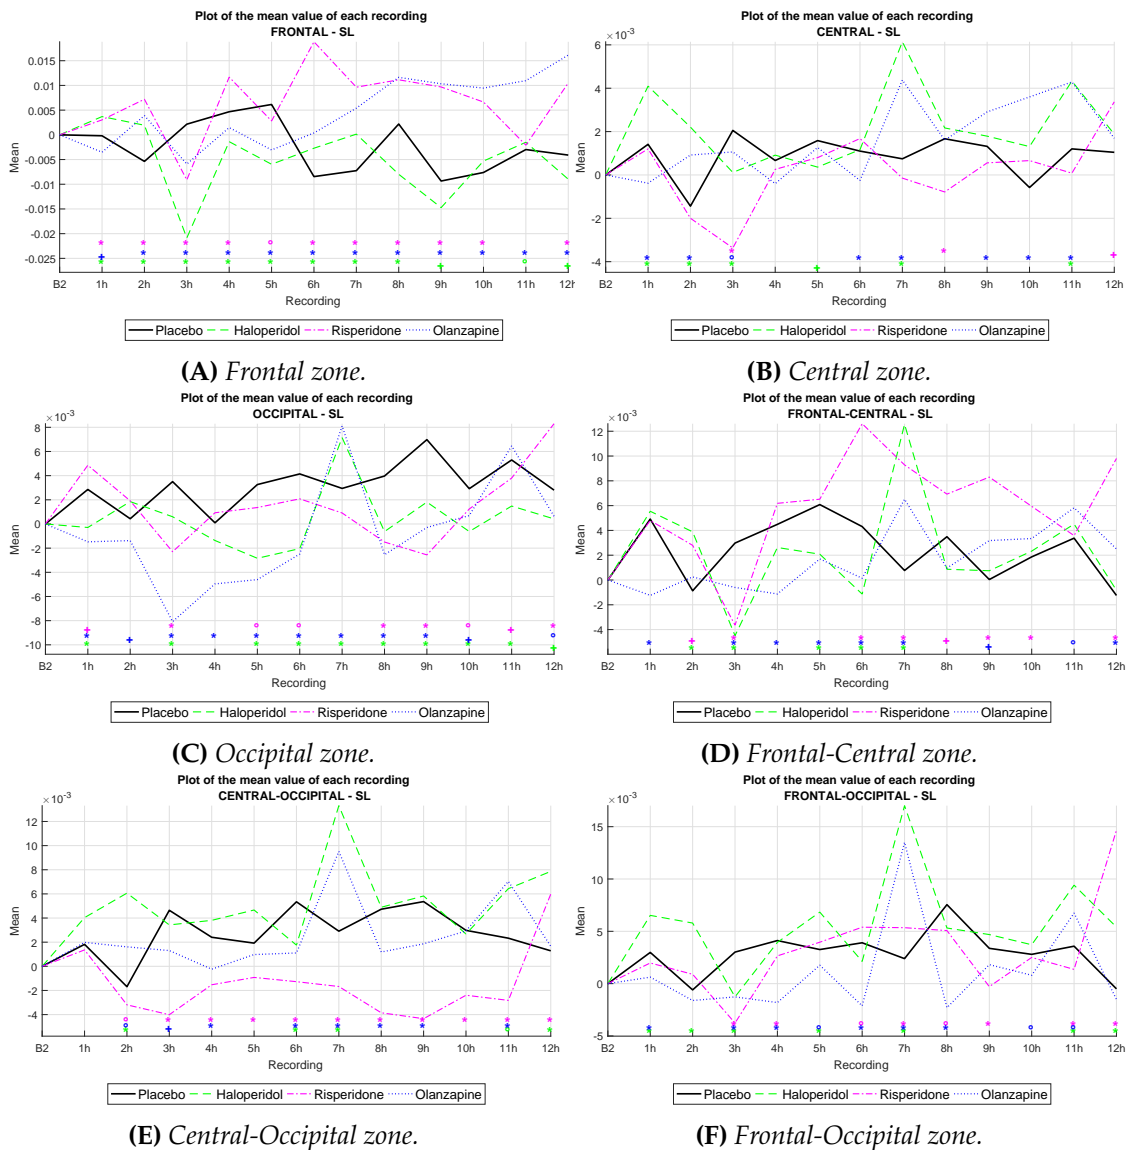 Plot of the mean value of each recording
FRONTAL - SL
0.015
0.01
0.005
0
-0.005
-0.01
-0.015
-0.02
-0.025
Mean
B2 1h 2h 3h 4h 5h 6h 7h 8h 9h 10h 11h 12h
Recording
Placebo Haloperidol Risperidone Olanzapine
(A) Frontal zone.
Plot of the mean value of each recording
CENTRAL - SL
×10-3
6
4
2
0
-2
-4
Mean
B2 1h 2h 3h 4h 5h 6h 7h 8h 9h 10h 11h 12h
Recording
Placebo Haloperidol Risperidone Olanzapine
(B) Central zone.
Plot of the mean value of each recording
OCCIPITAL - SL
×10-3
8
6
4
2
0
-2
-4
-6
-8
-10
Mean
B2 1h 2h 3h 4h 5h 6h 7h 8h 9h 10h 11h 12h
Recording
Placebo Haloperidol Risperidone Olanzapine
(C) Occipital zone.
Plot of the mean value of each recording
FRONTAL-CENTRAL - SL
×10-3
12
10
8
6
4
2
0
-2
-4
Mean
B2 1h 2h 3h 4h 5h 6h 7h 8h 9h 10h 11h 12h
Recording
Placebo Haloperidol Risperidone Olanzapine
(D) Frontal-Central zone.
Plot of the mean value of each recording
CENTRAL-OCCIPITAL - SL
×10-3
12
10
8
6
4
2
0
-2
-4
Mean
B2 1h 2h 3h 4h 5h 6h 7h 8h 9h 10h 11h 12h
Recording
Placebo Haloperidol Risperidone Olanzapine
(E) Central-Occipital zone.
Plot of the mean value of each recording
FRONTAL-OCCIPITAL - SL
×10-3
15
10
5
0
-5
Mean
B2 1h 2h 3h 4h 5h 6h 7h 8h 9h 10h 11h 12h
Recording
Placebo Haloperidol Risperidone Olanzapine
(F) Frontal-Occipital zone.